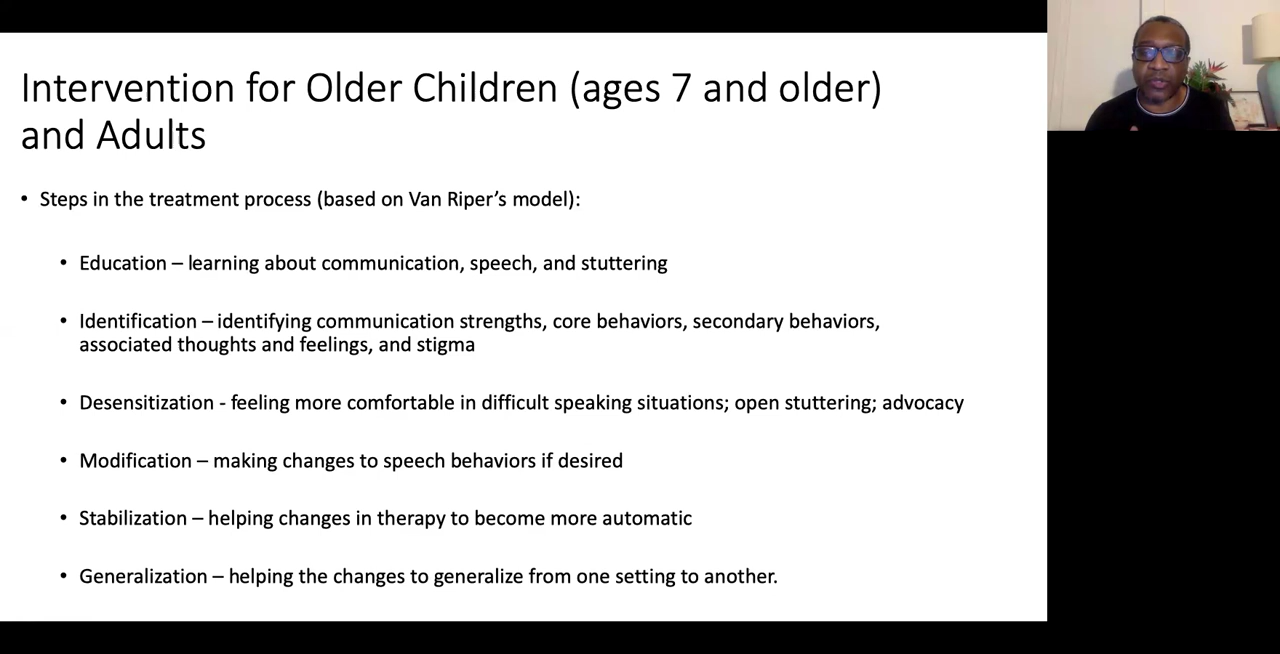 Intervention for Older Children (ages 7 and older)
and Adults
• Steps in the treatment process (based on Van Riper’s model):
• Education – learning about communication, speech, and stuttering
• Identification – identifying communication strengths, core behaviors, secondary behaviors,
associated thoughts and feelings, and stigma
• Desensitization - feeling more comfortable in difficult speaking situations; open stuttering; advocacy
• Modification – making changes to speech behaviors if desired
• Stabilization – helping changes in therapy to become more automatic
• Generalization – helping the changes to generalize from one setting to another.